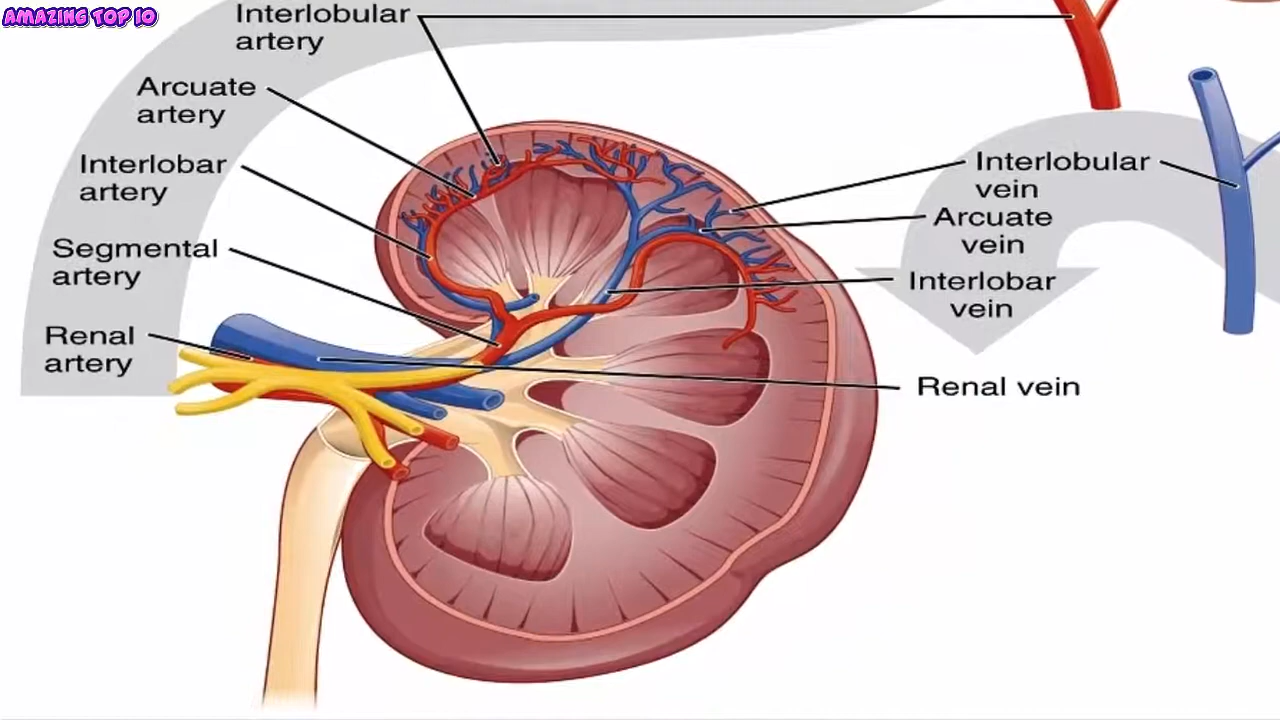 AMAZING TOP 10
Interlobular
artery
Arcuate
artery
Interlobar
artery
Segmental
artery
Renal
artery
Interlobular
vein
Arcuate
vein
Interlobar
vein
Renal vein